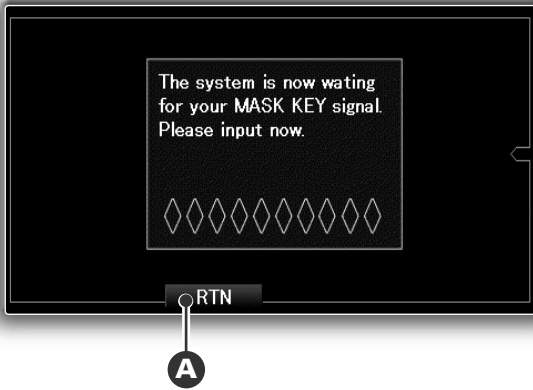 The system is now wating
for your MASK KEY signal.
Please input now.
RTN
A